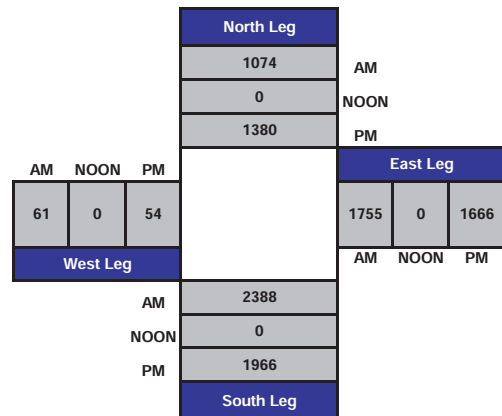 North Leg
1074 AM
0 NOON
1380 PM
AM NOON PM
East Leg
61 0 54
1755 0 1666
West Leg
AM NOON PM
AM 2388
NOON 0
PM 1966
South Leg